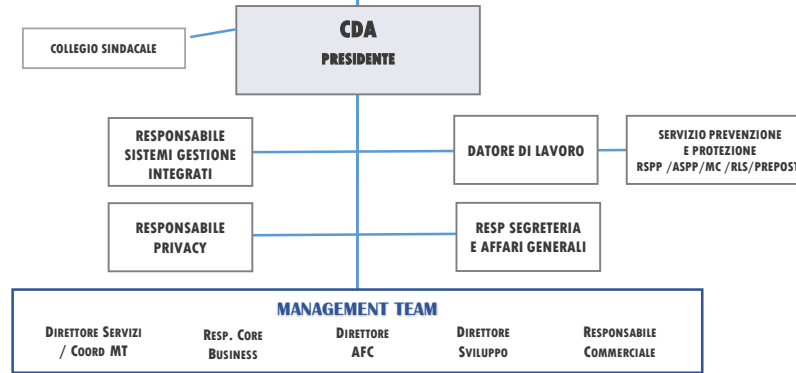 CDA
PRESIDENTE
COLLEGIO SINDACALE
RESPONSABILE
SISTEMI GESTIONE
INTEGRATI
DATORE DI LAVORO
SERVIZIO PREVENZIONE
E PROTEZIONE
RSPP /ASPP/MC /RLS/PREPOST
RESPONSABILE
PRIVACY
RESP SEGRETERIA
E AFFARI GENERALI
MANAGEMENT TEAM
DIRETTORE SERVIZI
/ COORD MT
RESP. CORE
BUSINESS
DIRETTORE
AFC
DIRETTORE
SVILUPPO
RESPONSABILE
COMMERCIALE